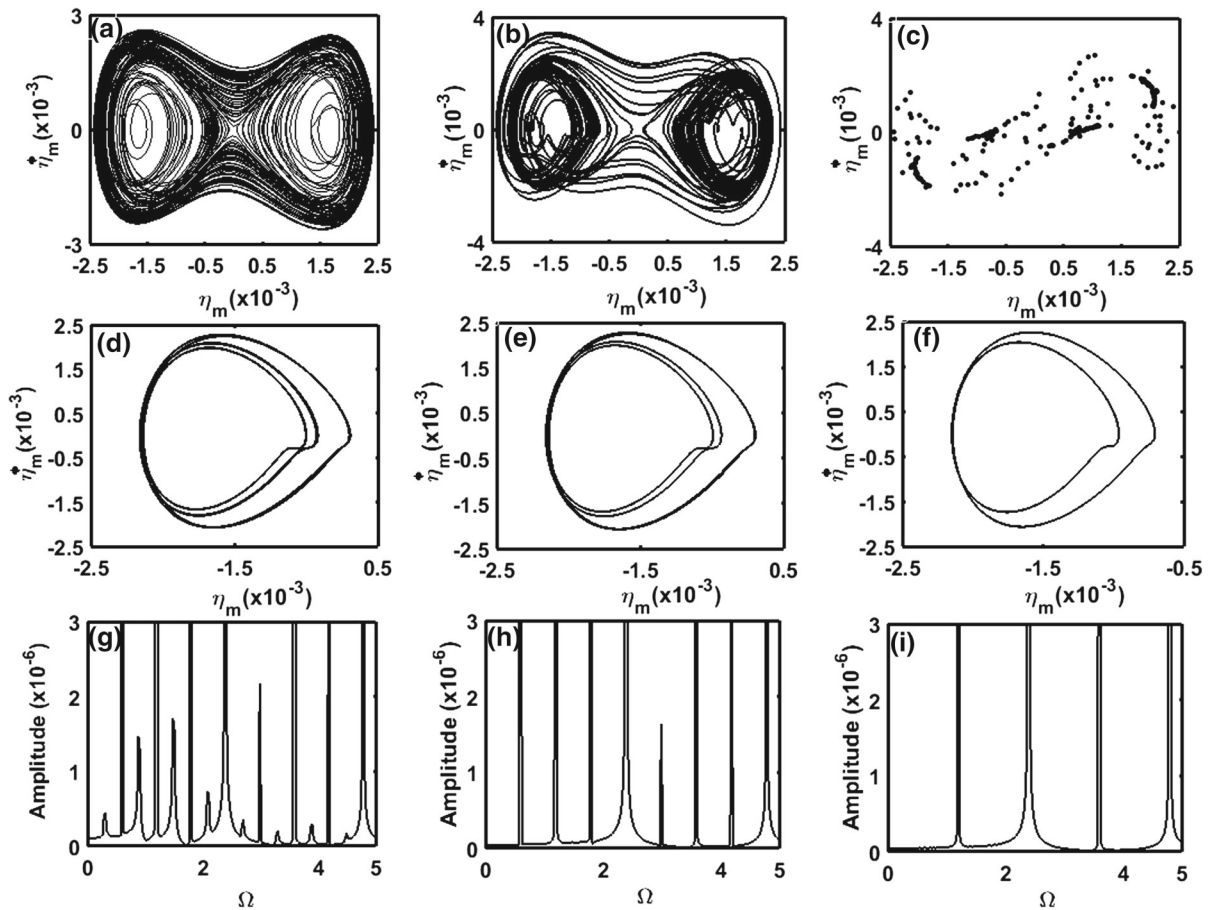 (a) (b) (c)
3 0 -3
η̇m (x10^-3)
-2.5 -1.5 -0.5 0.5 1.5 2.5
ηm(x10^-3)
4 2 0 -2 -4
η̇m (10^-3)
-2.5 -1.5 -0.5 0.5 1.5 2.5
ηm(x10^-3)
4 0 -4
η̇m (10^-3)
-2.5 -1.5 -0.5 0.5 1.5 2.5
ηm(x10^-3)
(d) (e) (f)
2.5 1.5 0.5 -0.5 -1.5 -2.5
η̇m(x10^-3)
-2.5 -1.5 0.5
ηm(x10^-3)
2.5 1.5 0.5 -0.5 -1.5 -2.5
η̇m(x10^-3)
-2.5 -1.5 0.5
ηm(x10^-3)
2.5 1.5 0.5 -0.5 -1.5 -2.5
η̇m(x10^-3)
-2.5 -1.5 -0.5
ηm(x10^-3)
(g) (h) (i)
3 2 1 0
Amplitude (x10^-6)
0 2 4 5
Ω
3 2 1 0
Amplitude (x10^-6)
0 2 4 5
Ω
3 2 1 0
Amplitude (x10^-6)
0 2 4 5
Ω